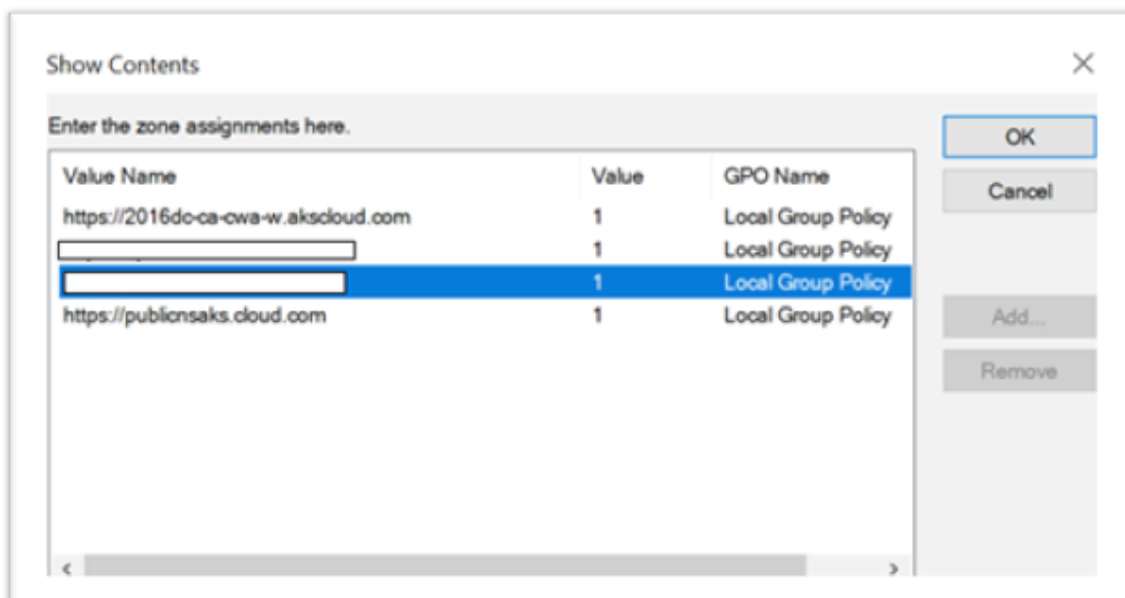 Show Contents
Enter the zone assignments here.
OK
Value Name Value GPO Name
Cancel
https://2016dc-ca-cwa-w.akscloud.com 1 Local Group Policy
1 Local Group Policy
1 Local Group Policy
https://publicnsaks.cloud.com 1 Local Group Policy
Add...
Remove